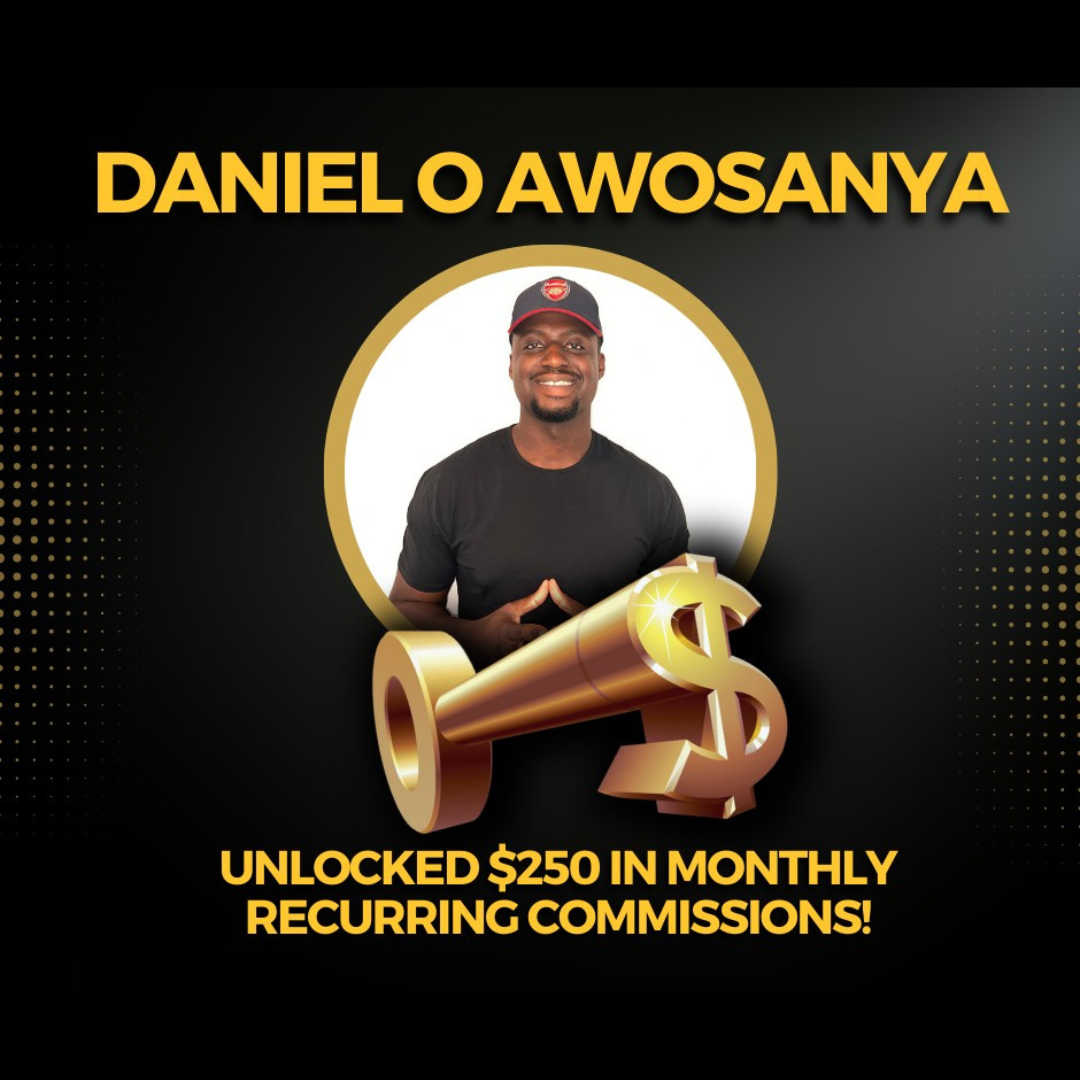 DANIEL O AWOSANYA
UNLOCKED $250 IN MONTHLY
RECURRING COMMISSIONS!